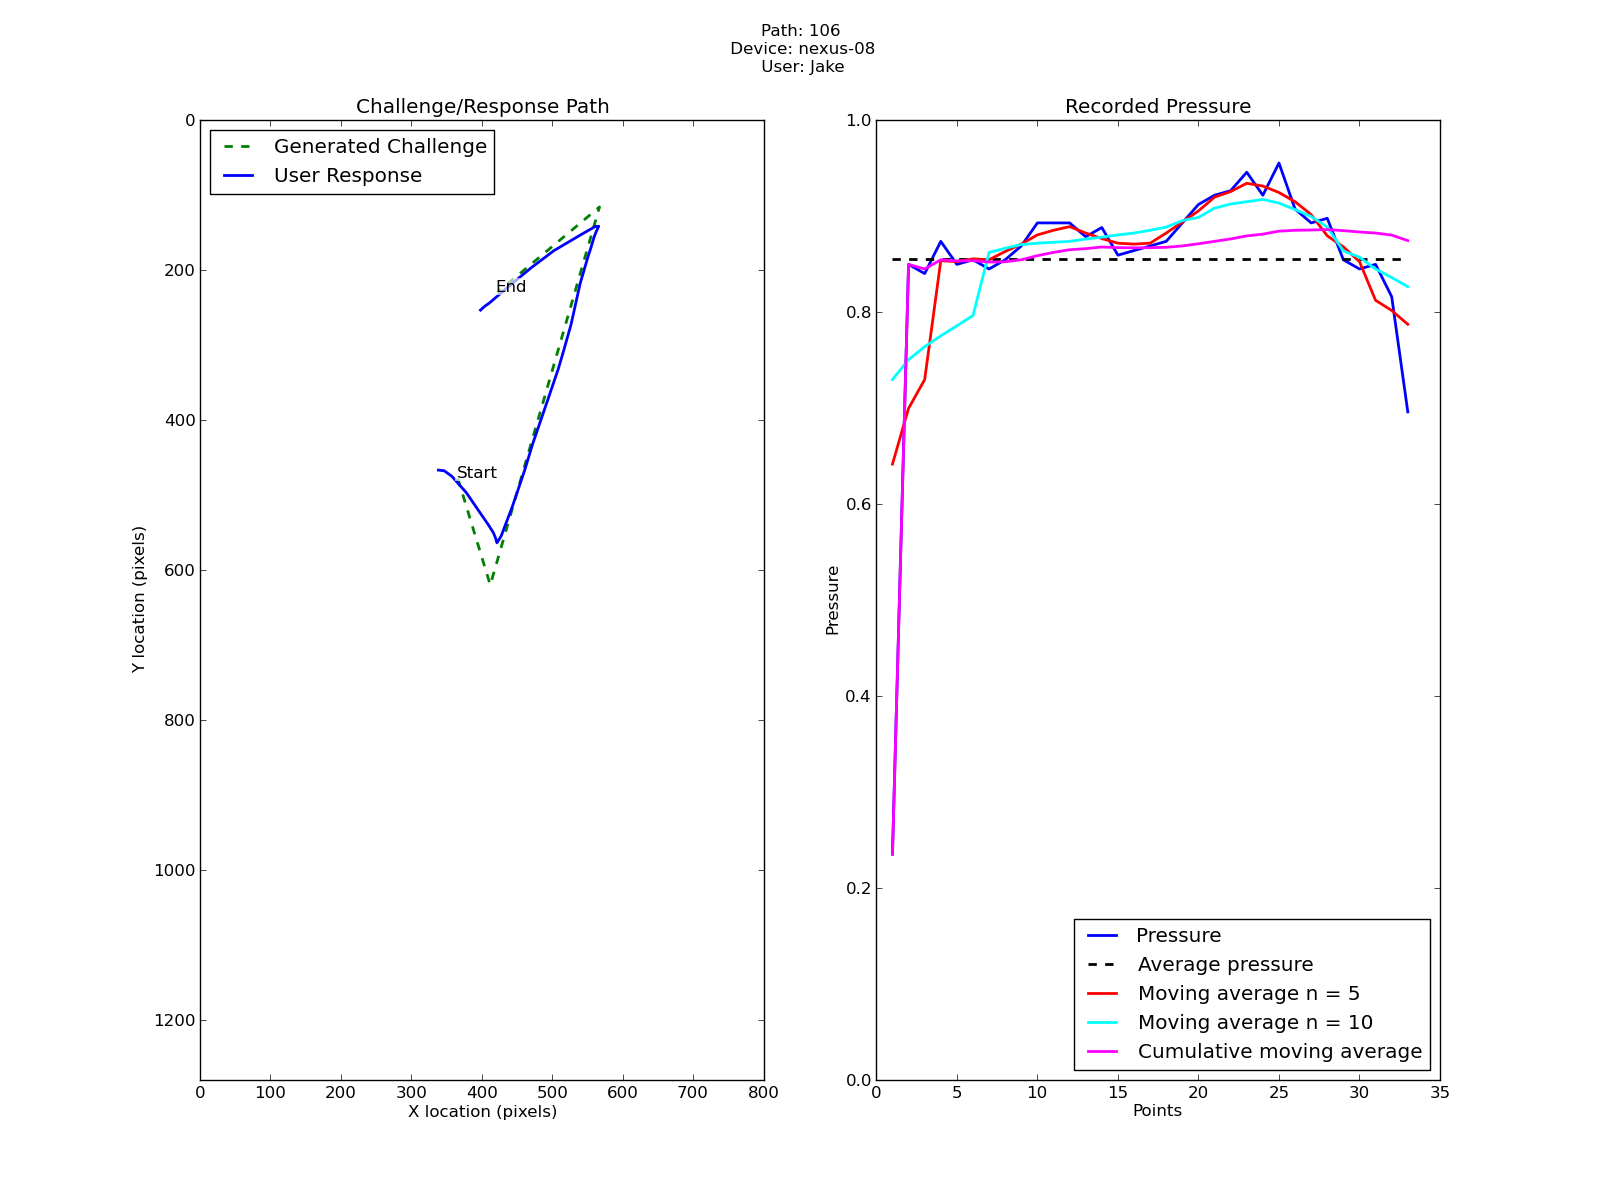 Path: 106
Device: nexus-08
User: Jake
Challenge/Response Path
Generated Challenge
User Response
End
Start
0
200
400
600
800
1000
1200
Y location (pixels)
0 100 200 300 400 500 600 700 800
X location (pixels)
Recorded Pressure
1.0
0.8
0.6
0.4
0.2
0.0
Pressure
Pressure
Average pressure
Moving average n = 5
Moving average n = 10
Cumulative moving average
0 5 10 15 20 25 30 35
Points